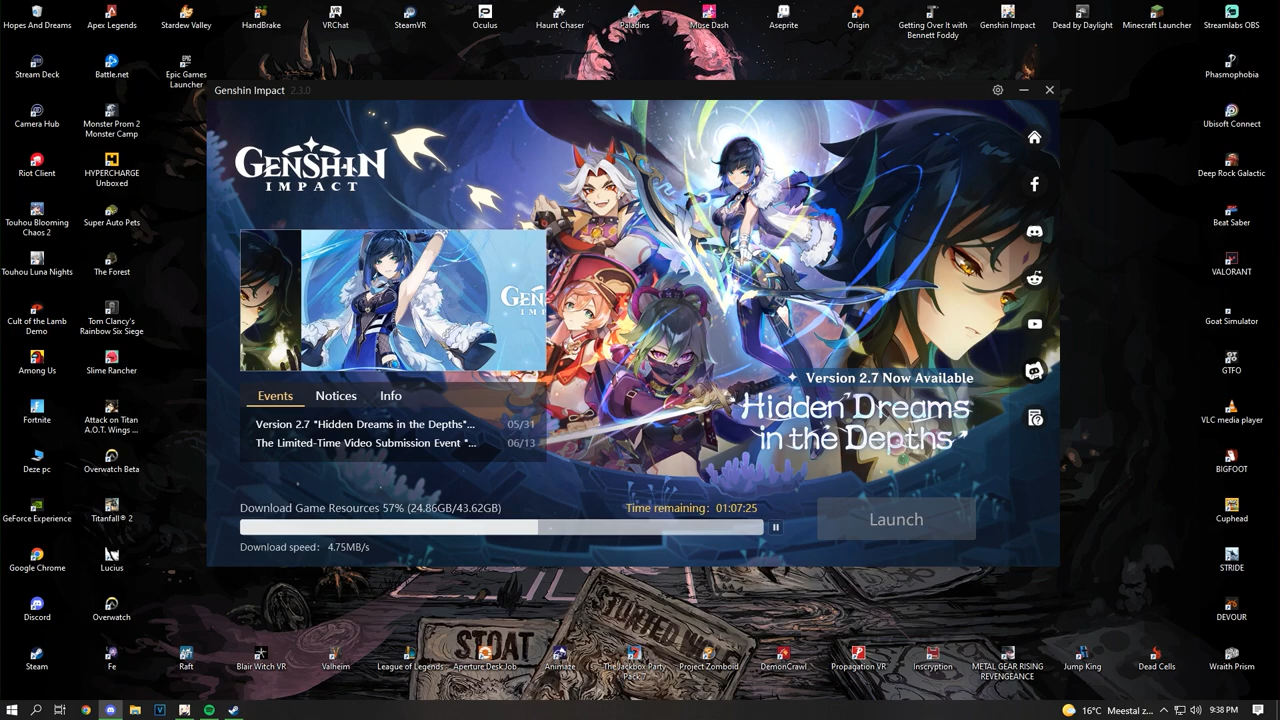 Hopes And Dreams
Apex Legends
Stardew Valley
HandBrake
VRChat
SteamVR
Oculus
Haunt Chaser
Paladins
Muse Dash
Aseprite
Origin
Getting Over It with
Bennett Foddy
Genshin Impact
Dead by Daylight
Minecraft Launcher
Streamlabs OBS
Stream Deck
Battle.net
Epic Games
Launcher
Phasmophobia
Genshin Impact 2.3.0
Camera Hub
Monster Prom 2
Monster Camp
Ubisoft Connect
GENSHIN
IMPACT
Riot Client
HYPERCHARGE
Unboxed
Deep Rock Galactic
Touhou Blooming
Chaos 2
Super Auto Pets
Beat Saber
Touhou Luna Nights
The Forest
VALORANT
GENSHIN
IMP
Cult of the Lamb
Demo
Tom Clancy's
Rainbow Six Siege
Goat Simulator
Among Us
Slime Rancher
GTFO
Version 2.7 Now Available
Hidden Dreams
in the Depths
Events Notices Info
Version 2.7 "Hidden Dreams in the Depths"... 05/31
The Limited-Time Video Submission Event "... 06/13
Fortnite
Attack on Titan
A.O.T. Wings ...
VLC media player
Deze pc
Overwatch Beta
BIGFOOT
GeForce Experience
Titanfall® 2
Cuphead
Download Game Resources 57% (24.86GB/43.62GB)
Time remaining: 01:07:25
Launch
Download speed: 4.75MB/s
Google Chrome
Lucius
STRIDE
Discord
Overwatch
DEVOUR
STOAT
STUNTED WOLF
Steam
Fe
Raft
Blair Witch VR
Valheim
League of Legends
Aperture Desk Job
Animaze
The Jackbox Party
Pack 7
Project Zomboid
DemonCrawl
Propagation VR
Inscryption
METAL GEAR RISING
REVENGEANCE
Jump King
Dead Cells
Wraith Prism
16°C Meestal z...
9:38 PM